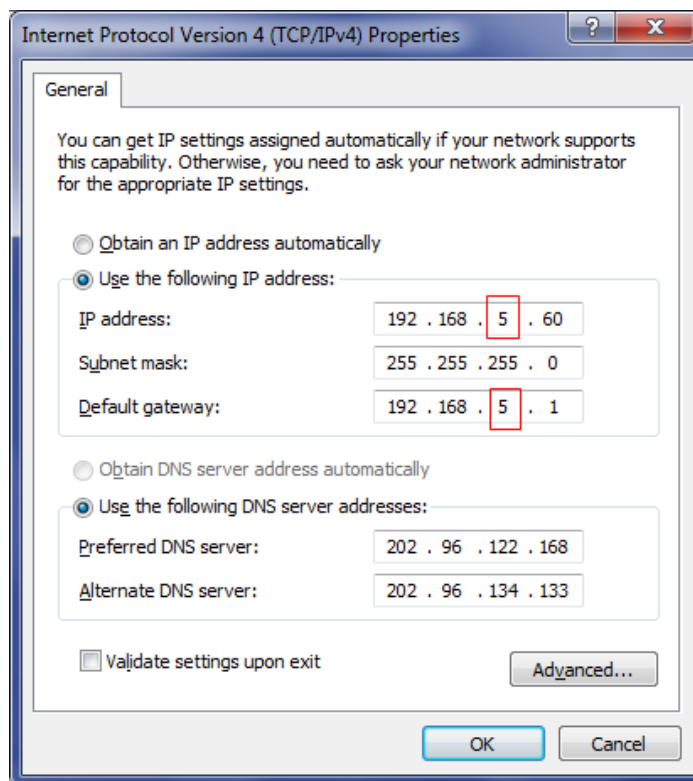 Internet Protocol Version 4 (TCP/IPv4) Properties
?
X
General
You can get IP settings assigned automatically if your network supports
this capability. Otherwise, you need to ask your network administrator
for the appropriate IP settings.
Obtain an IP address automatically
Use the following IP address:
IP address: 192 . 168 . 5 . 60
Subnet mask: 255 . 255 . 255 . 0
Default gateway: 192 . 168 . 5 . 1
Obtain DNS server address automatically
Use the following DNS server addresses:
Preferred DNS server: 202 . 96 . 122 . 168
Alternate DNS server: 202 . 96 . 134 . 133
Validate settings upon exit
Advanced...
OK Cancel